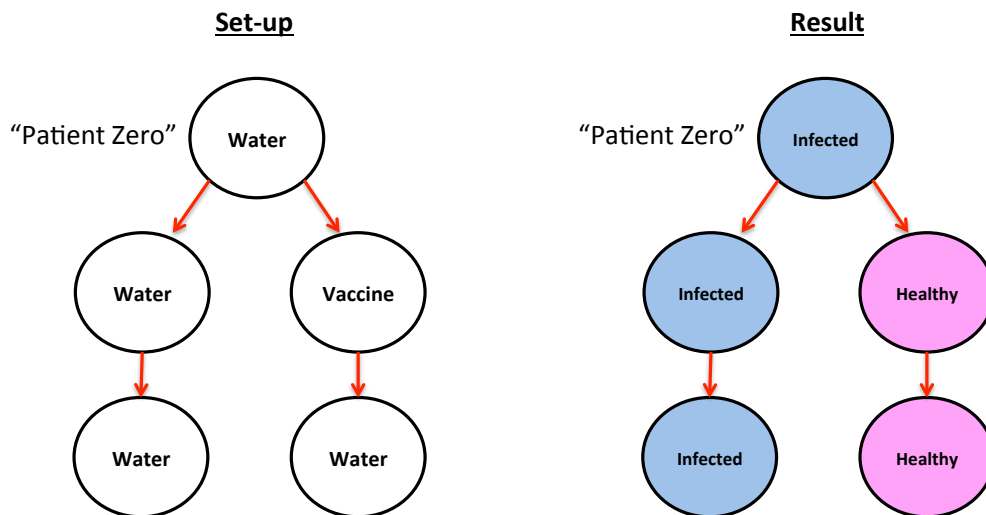 Set-up
Result
“Patient Zero”
Water
“Patient Zero”
Infected
Water
Vaccine
Infected
Healthy
Water
Water
Infected
Healthy